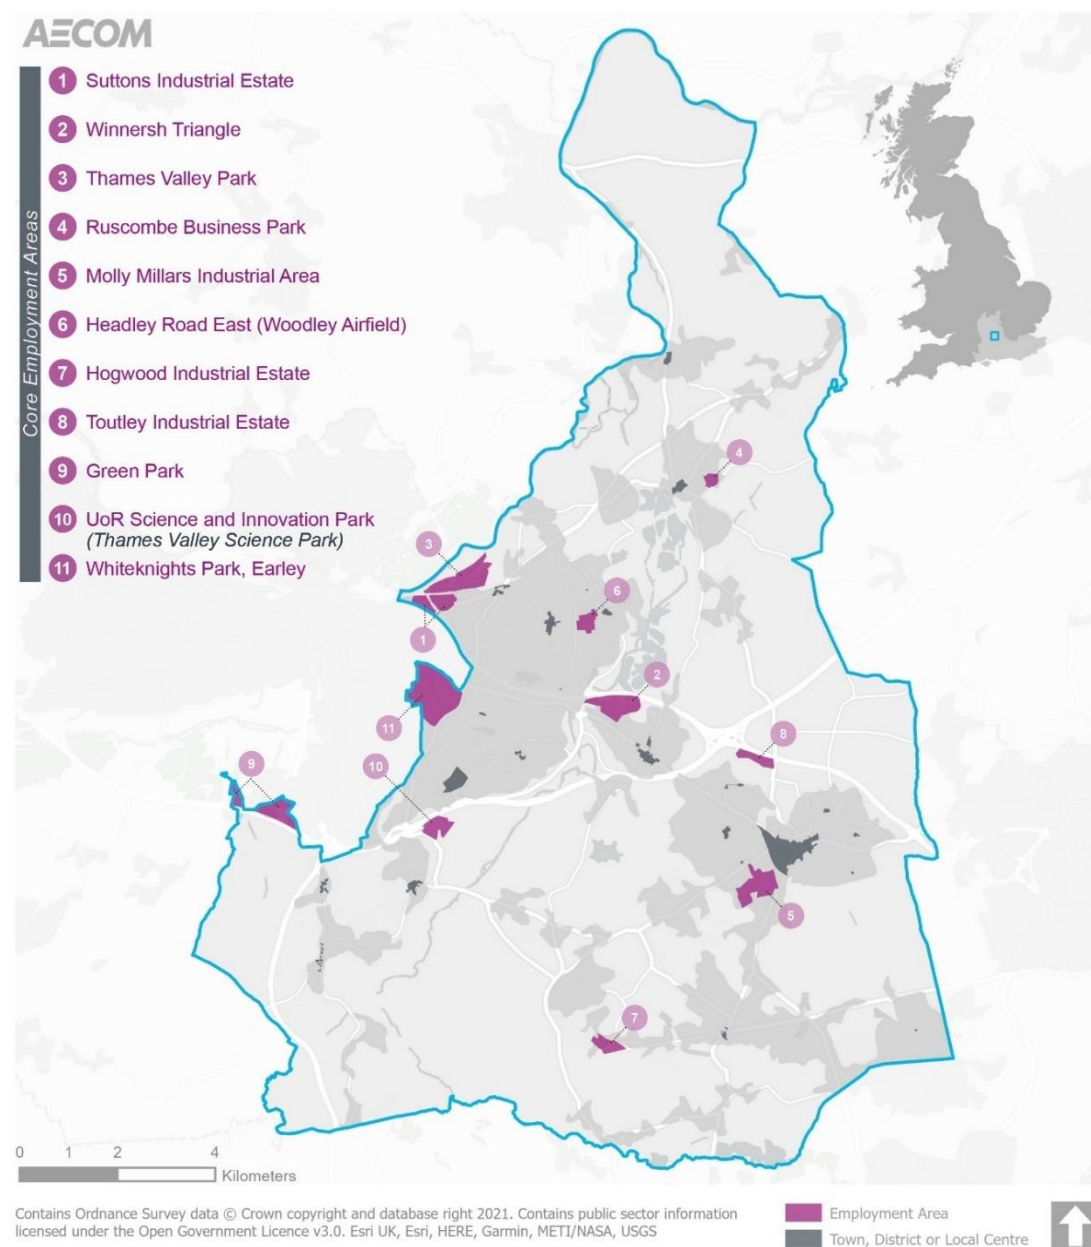 AECOM
Core Employment Areas
1 Suttons Industrial Estate
2 Winnersh Triangle
3 Thames Valley Park
4 Ruscombe Business Park
5 Molly Millars Industrial Area
6 Headley Road East (Woodley Airfield)
7 Hogwood Industrial Estate
8 Toutley Industrial Estate
9 Green Park
10 UoR Science and Innovation Park
(Thames Valley Science Park)
11 Whiteknights Park, Earley
4
3
6
1
2
11
8
10
9
5
7
0 1 2 4
Kilometers
Contains Ordnance Survey data © Crown copyright and database right 2021. Contains public sector information
licensed under the Open Government Licence v3.0. Esri UK, Esri, HERE, Garmin, METI/NASA, USGS
Employment Area
Town, District or Local Centre